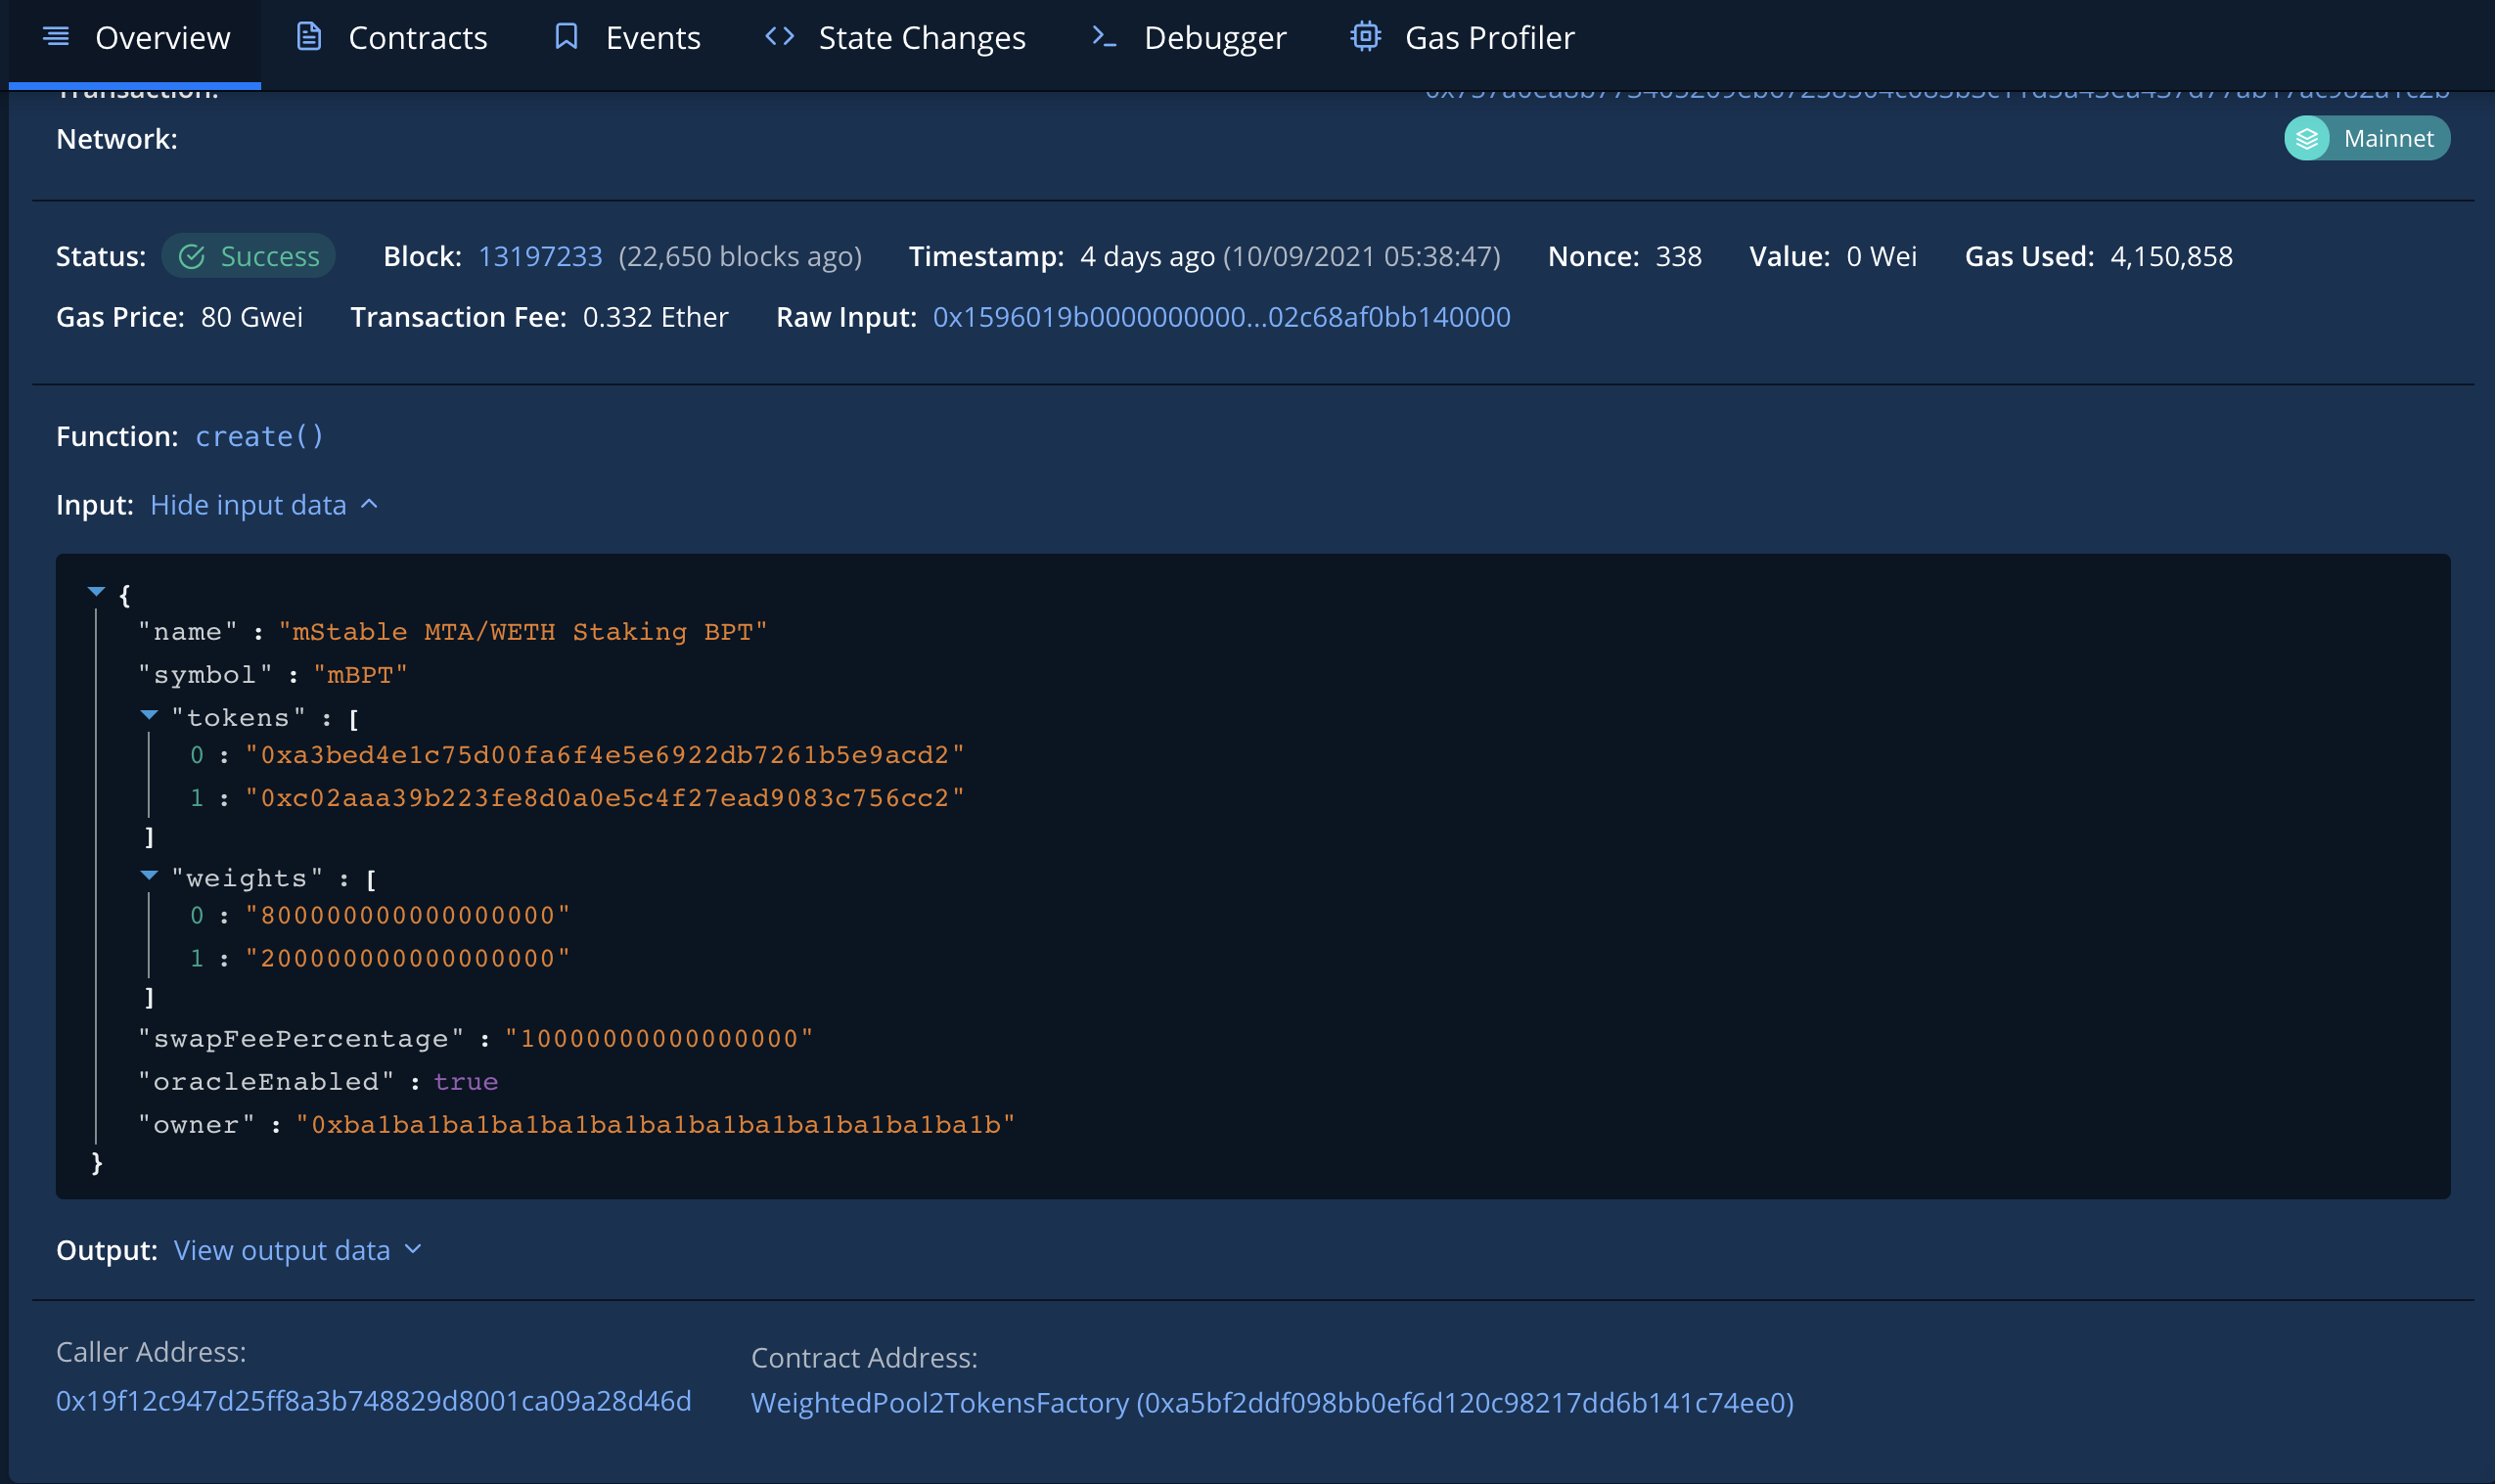 Overview Contracts Events State Changes Debugger Gas Profiler
Transaction:
Network: Mainnet
Status: Success Block: 13197233 (22,650 blocks ago) Timestamp: 4 days ago (10/09/2021 05:38:47) Nonce: 338 Value: 0 Wei Gas Used: 4,150,858
Gas Price: 80 Gwei Transaction Fee: 0.332 Ether Raw Input: 0x1596019b0000000000...02c68af0bb140000
Function: create()
Input: Hide input data
{
"name" : "mStable MTA/WETH Staking BPT"
"symbol" : "mBPT"
"tokens" : [
0 : "0xa3bed4e1c75d00fa6f4e5e6922db7261b5e9acd2"
1 : "0xc02aaa39b223fe8d0a0e5c4f27ead9083c756cc2"
]
"weights" : [
0 : "800000000000000000"
1 : "200000000000000000"
]
"swapFeePercentage" : "10000000000000000"
"oracleEnabled" : true
"owner" : "0xba1ba1ba1ba1ba1ba1ba1ba1ba1ba1ba1ba1ba1b"
}
Output: View output data
Caller Address:
0x19f12c947d25ff8a3b748829d8001ca09a28d46d
Contract Address:
WeightedPool2TokensFactory (0xa5bf2ddf098bb0ef6d120c98217dd6b141c74ee0)